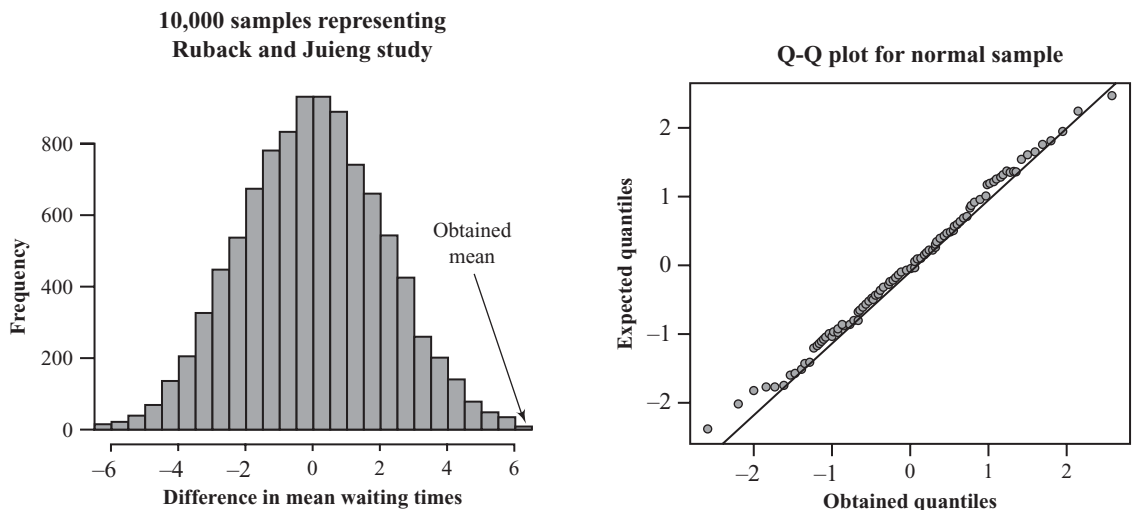 10,000 samples representing
Ruback and Juieng study
Frequency
800
600
400
200
0
Obtained
mean
−6 −4 −2 0 2 4 6
Difference in mean waiting times
Q-Q plot for normal sample
Expected quantiles
2
1
0
−1
−2
−2 −1 0 1 2
Obtained quantiles